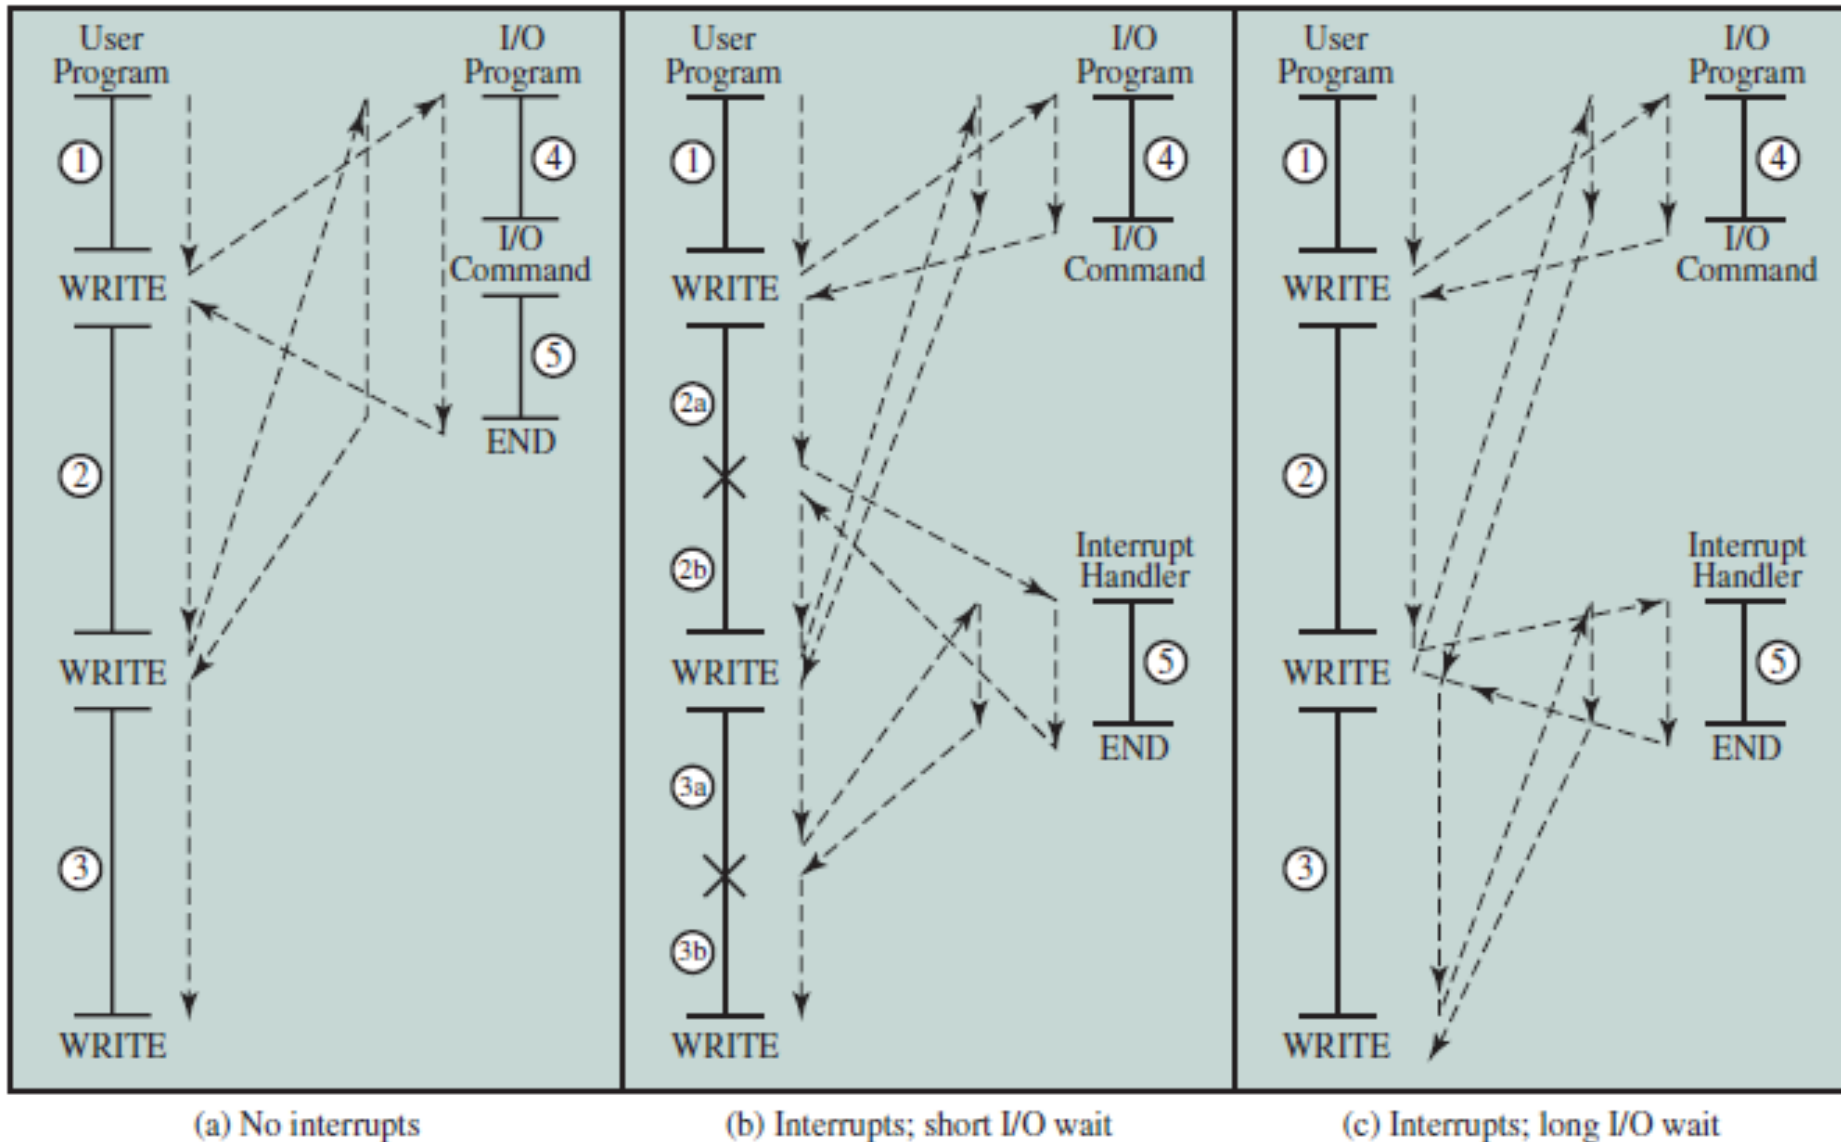 User
Program
I/O
Program
1
4
I/O
Command
WRITE
5
END
2
WRITE
3
WRITE
(a) No interrupts
User
Program
I/O
Program
1
4
I/O
Command
WRITE
2a
2b
Interrupt
Handler
5
END
WRITE
3a
3b
WRITE
(b) Interrupts; short I/O wait
User
Program
I/O
Program
1
4
I/O
Command
WRITE
2
Interrupt
Handler
5
END
WRITE
3
WRITE
(c) Interrupts; long I/O wait